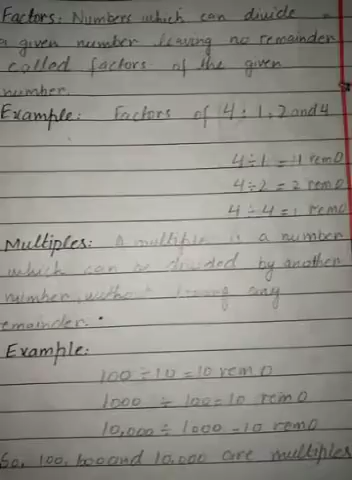 Factors: Numbers which can divide
a given number leaving no remainder
called factors of the given
number.
Example: Factors of 4: 1, 2 and 4
4÷1 = 4 rem 0
4÷2 = 2 rem 0
4÷4 = 1 rem 0
Multiples: A multiple is a number
which can be divided by another
number, without leaving any
emainder.
Example:
100 ÷ 10 = 10 rem 0
1000 ÷ 100 = 10 rem 0
10,000 ÷ 1000 = 10 rem 0
So, 100, and 10,000 are multiples